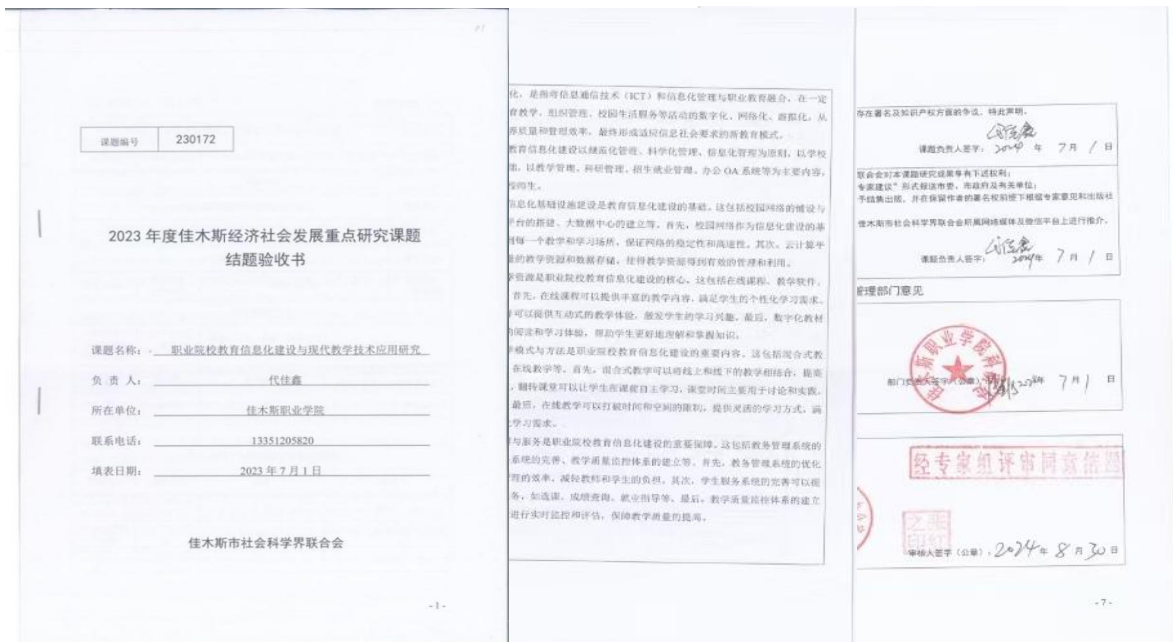 课题编号 230172
2023 年度佳木斯经济社会发展重点研究课题
结题验收书
课题名称： 职业院校教育信息化建设与现代教学技术应用研究
负 责 人： 代佳鑫
所在单位： 佳木斯职业学院
联系电话： 13351205820
填表日期： 2023 年 7 月 1 日
佳木斯市社会科学界联合会
- 1 -
化，是指将信息通信技术（ICT）和信息化管理与职业教育融合，在一定
育教学、组织管理、校园生活服务等活动的数字化、网络化、虚拟化，从
养质量和管理效率，最终形成适应信息社会要求的新教育模式。
教育信息化建设以规范化管理、科学化管理、信息化管理为原则，以学校
以教学管理、科研管理、招生就业管理、办公 OA 系统等为主要内容，
校师生。
信息化基础设施建设是教育信息化建设的基础。这包括校园网络的铺设与
平台的搭建、大数据中心的建立等。首先，校园网络作为信息化建设的基
到每一个教学和学习场所，保证网络的稳定性和高速性。其次，云计算平
量的教学资源和数据存储，使得教学资源得到有效的管理和利用。
资源是职业院校教育信息化建设的核心。这包括在线课程、教学软件、
首先，在线课程可以提供丰富的教学内容，满足学生的个性化学习需求。
可以提供互动式的教学体验，激发学生的学习兴趣。最后，数字化教材
阅读和学习体验，帮助学生更好地理解和掌握知识。
模式与方法是职业院校教育信息化建设的重要内容。这包括混合式教
在线教学等。首先，混合式教学可以将线上和线下的教学相结合，提高
翻转课堂可以让学生在课前自主学习，课堂时间主要用于讨论和实践，
最后，在线教学可以打破时间和空间的限制，提供灵活的学习方式，满
学习需求。
与服务是职业院校教育信息化建设的重要保障。这包括教务管理系统的
系统的完善、教学质量监控体系的建立等。首先，教务管理系统的优化
管理的效率，减轻教师和学生的负担。其次，学生服务系统的完善可以提
务，如选课、成绩查询、就业指导等。最后，教学质量监控体系的建立
进行实时监控和评估，保障教学质量的提高。
存在署名及知识产权方面的争议，特此声明。
课题负责人签字： 2024 年 7 月 1 日
联合会对本课题研究成果享有下述权利：
专家建议”形式报送市委、市政府及有关单位；
予结集出版，并在保留作者的署名权前提下根据专家意见和出版社
佳木斯市社会科学界联合会所属网络媒体及微信平台上进行推介。
课题负责人签字： 2024 年 7 月 1 日
管理部门意见
佳木斯职业学院科
部门负责人签字（公章） 年 7 月 1 日
经专家组评审同意结题
审核人签字（公章） 2024 年 8 月 30 日
- 7 -